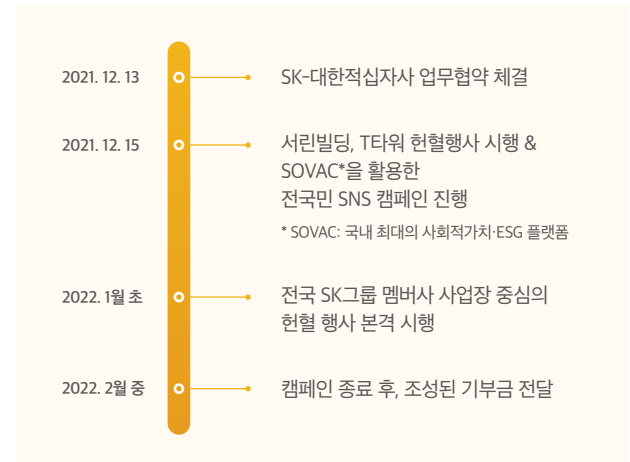 2021. 12. 13
SK-대한적십자사 업무협약 체결
2021. 12. 15
서린빌딩, T타워 헌혈행사 시행 &
SOVAC*을 활용한
전국민 SNS 캠페인 진행
* SOVAC: 국내 최대의 사회적가치·ESG 플랫폼
2022. 1월 초
전국 SK그룹 멤버사 사업장 중심의
헌혈 행사 본격 시행
2022. 2월 중
캠페인 종료 후, 조성된 기부금 전달